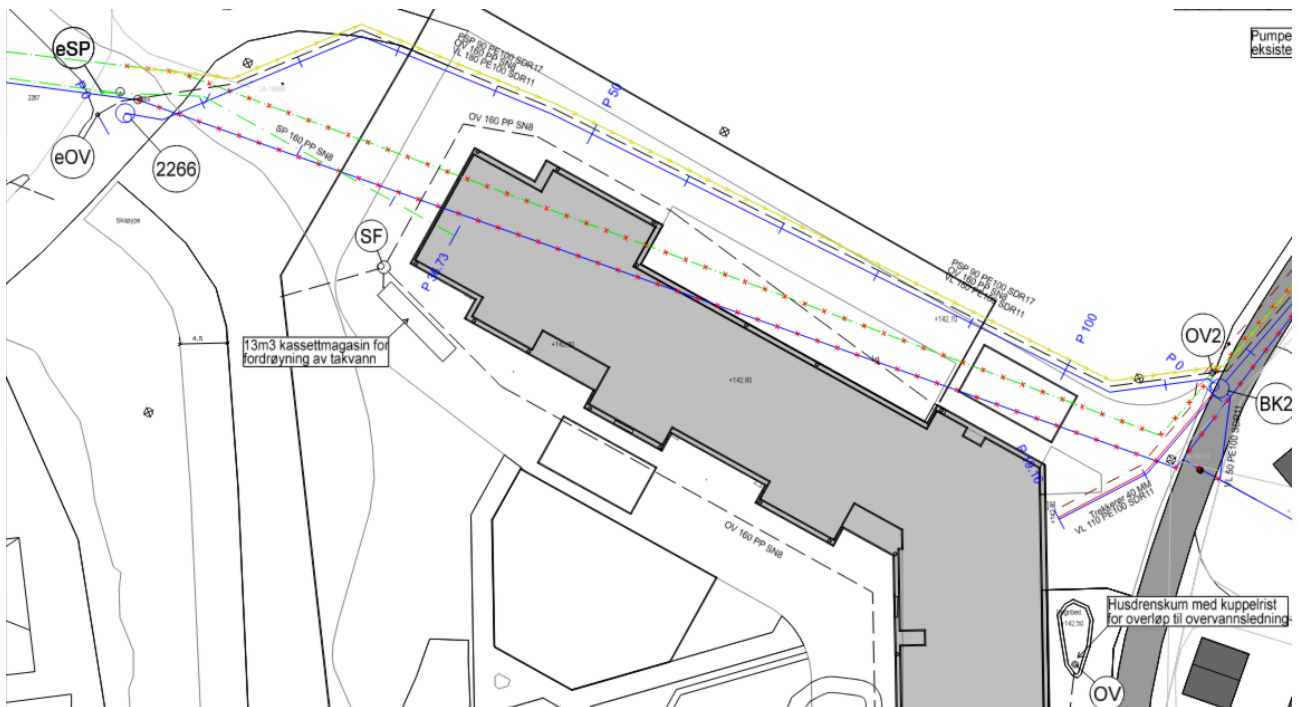 Pumpe
eksiste
eSP
PSP 90 PE100 SDR17
OV 160 PP SN8
VL 180 PE100 SDR11
P 50
P 0
2267
eOV
2266
OV 160 PP SN8
SP 160 PP SN8
Skiløype
SF
PSP 90 PE100 SDR17
OV 160 PP SN8
VL 180 PE100 SDR11
+142,70
P 100
P 0
OV2
4,5
13m3 kassettmagasin for
fordrøyning av takvann
+142,60
BK2
VL 50 PE100 SDR11
Trekkerør 40 MM
VL 110 PE100 SDR11
OV 160 PP SN8
Husdrenskum med kuppelrist
for overløp til overvannsledning
+142,50
OV